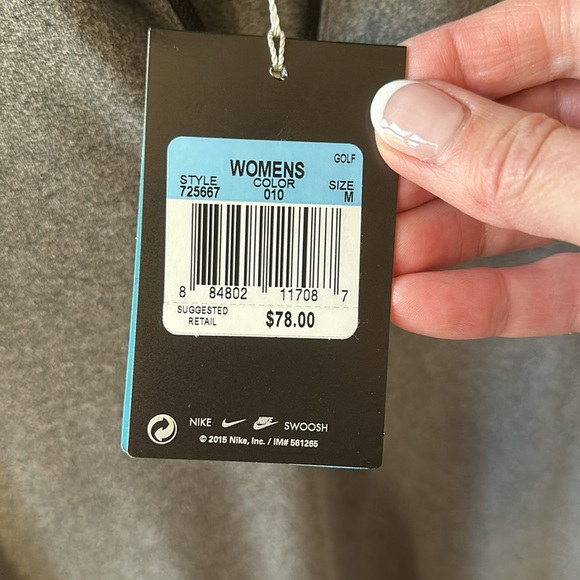 GOLF
WOMENS
STYLE COLOR SIZE
725667 010 M
8 84802 11708 7
SUGGESTED
RETAIL $78.00
NIKE SWOOSH
© 2015 Nike, Inc. / IM# 561265